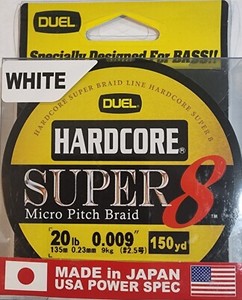 DUEL
Specially Designed For BASS!!
WHITE
HARDCORE SUPER BRAID LINE HARDCORE SUPER 8
DUEL
HARDCORE®
SUPER 8
Micro Pitch Braid
20lb 0.009" 150yd
135m 0.23mm 9kg (#2.5号)
MADE in JAPAN
USA POWER SPEC